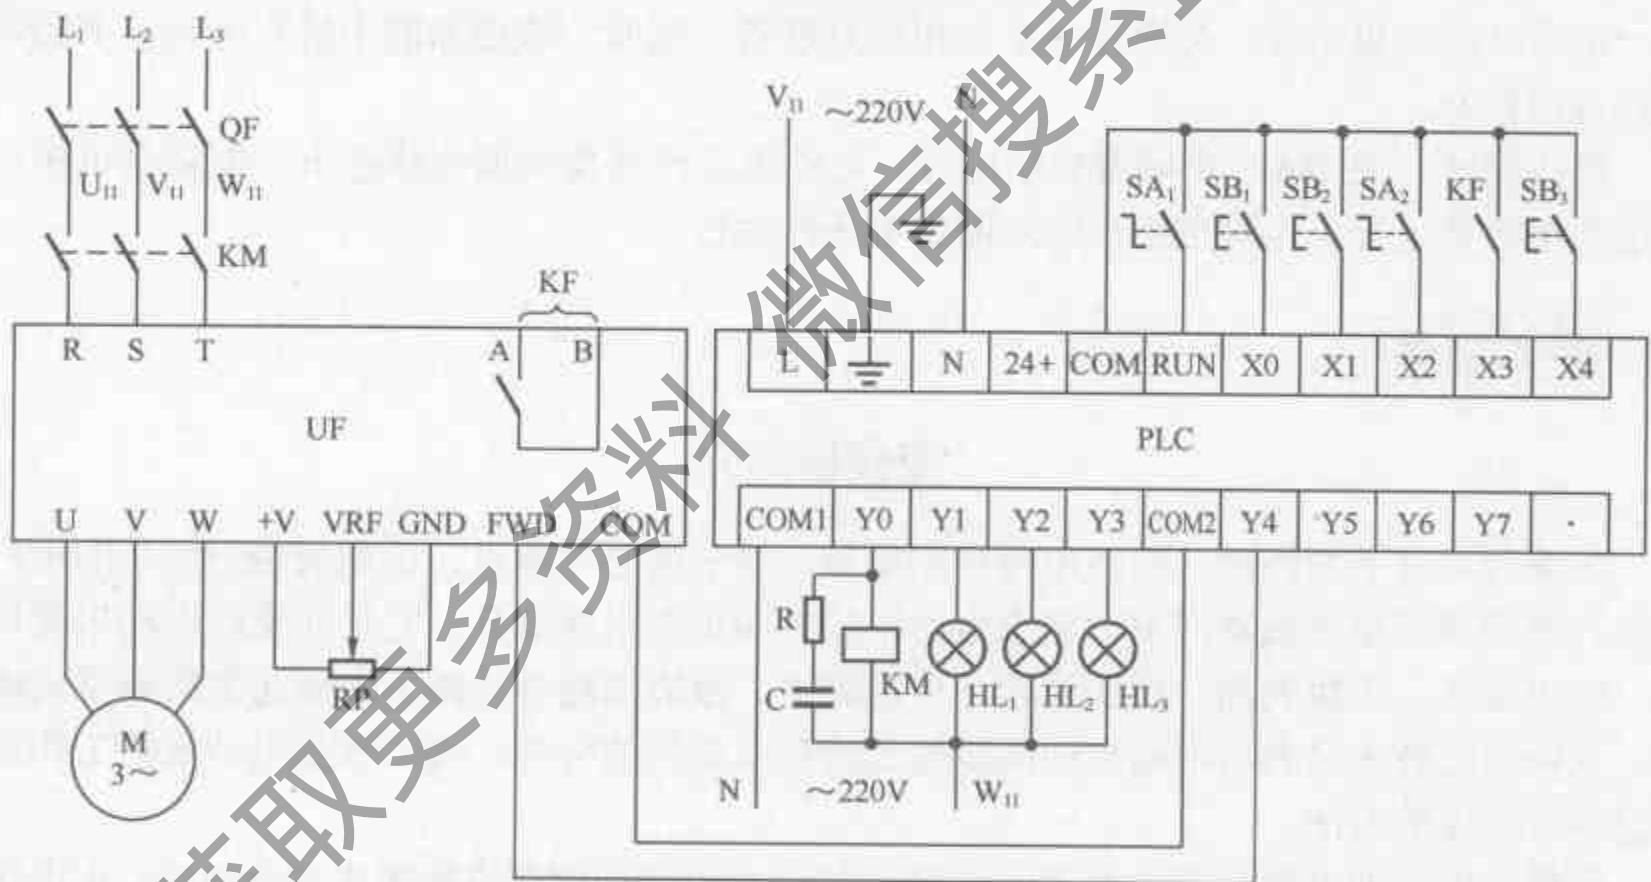 L₁ L₂ L₃
QF
U₁₁ V₁₁ W₁₁
KM
KF
R S T A B
UF
U V W +V VRF GND FWD COM
RP
M
3～
V₁₁ ～220V N
SA₁ SB₁ SB₂ SA₂ KF SB₃
L N 24+ COM RUN X0 X1 X2 X3 X4
PLC
COM1 Y0 Y1 Y2 Y3 COM2 Y4 Y5 Y6 Y7 ·
R
C KM HL₁ HL₂ HL₃
N ～220V W₁₁
获取更多资料 微信搜索